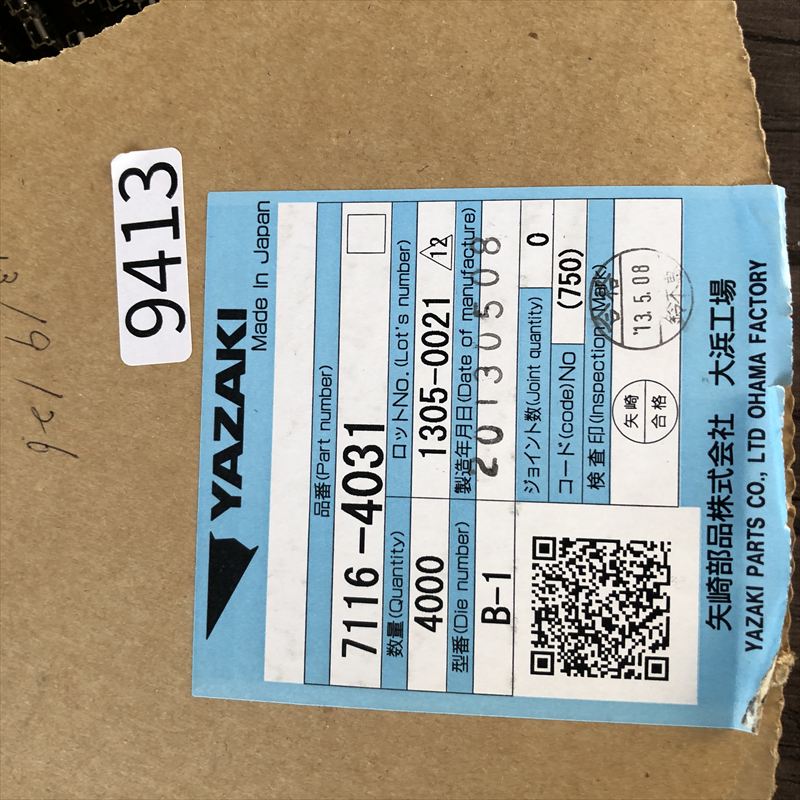 9413
YAZAKI
Made In Japan
品番(Part number)
7116-4031
数量(Quantity)
ロットNo.(Lot's number)
4000
1305-0021 12
型番(Die number)
製造年月日(Date of manufacture)
B-1
20130508
ジョイント数(Joint quantity)
0
コード(code)No
(750)
検査印(Inspection Mark)
矢崎
合格
'13.5.08
矢崎部品株式会社 大浜工場
YAZAKI PARTS CO., LTD OHAMA FACTORY